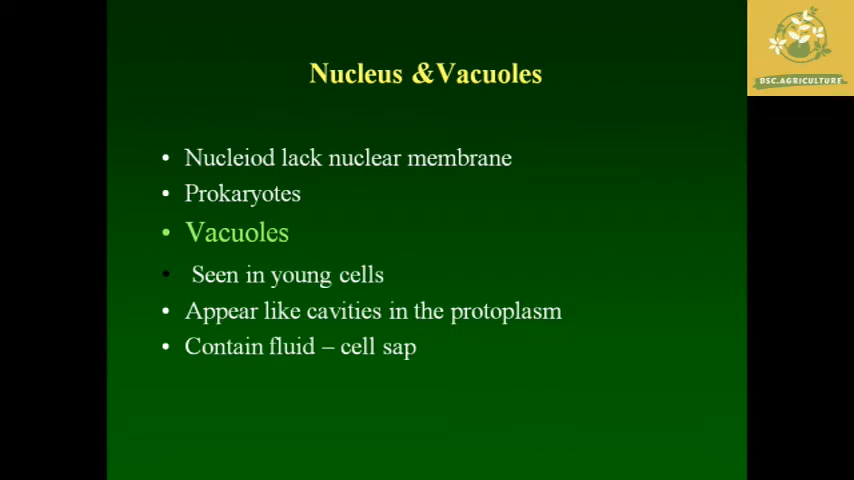 Nucleus &Vacuoles
DSC.AGRICULTURE
• Nucleiod lack nuclear membrane
• Prokaryotes
• Vacuoles
• Seen in young cells
• Appear like cavities in the protoplasm
• Contain fluid – cell sap